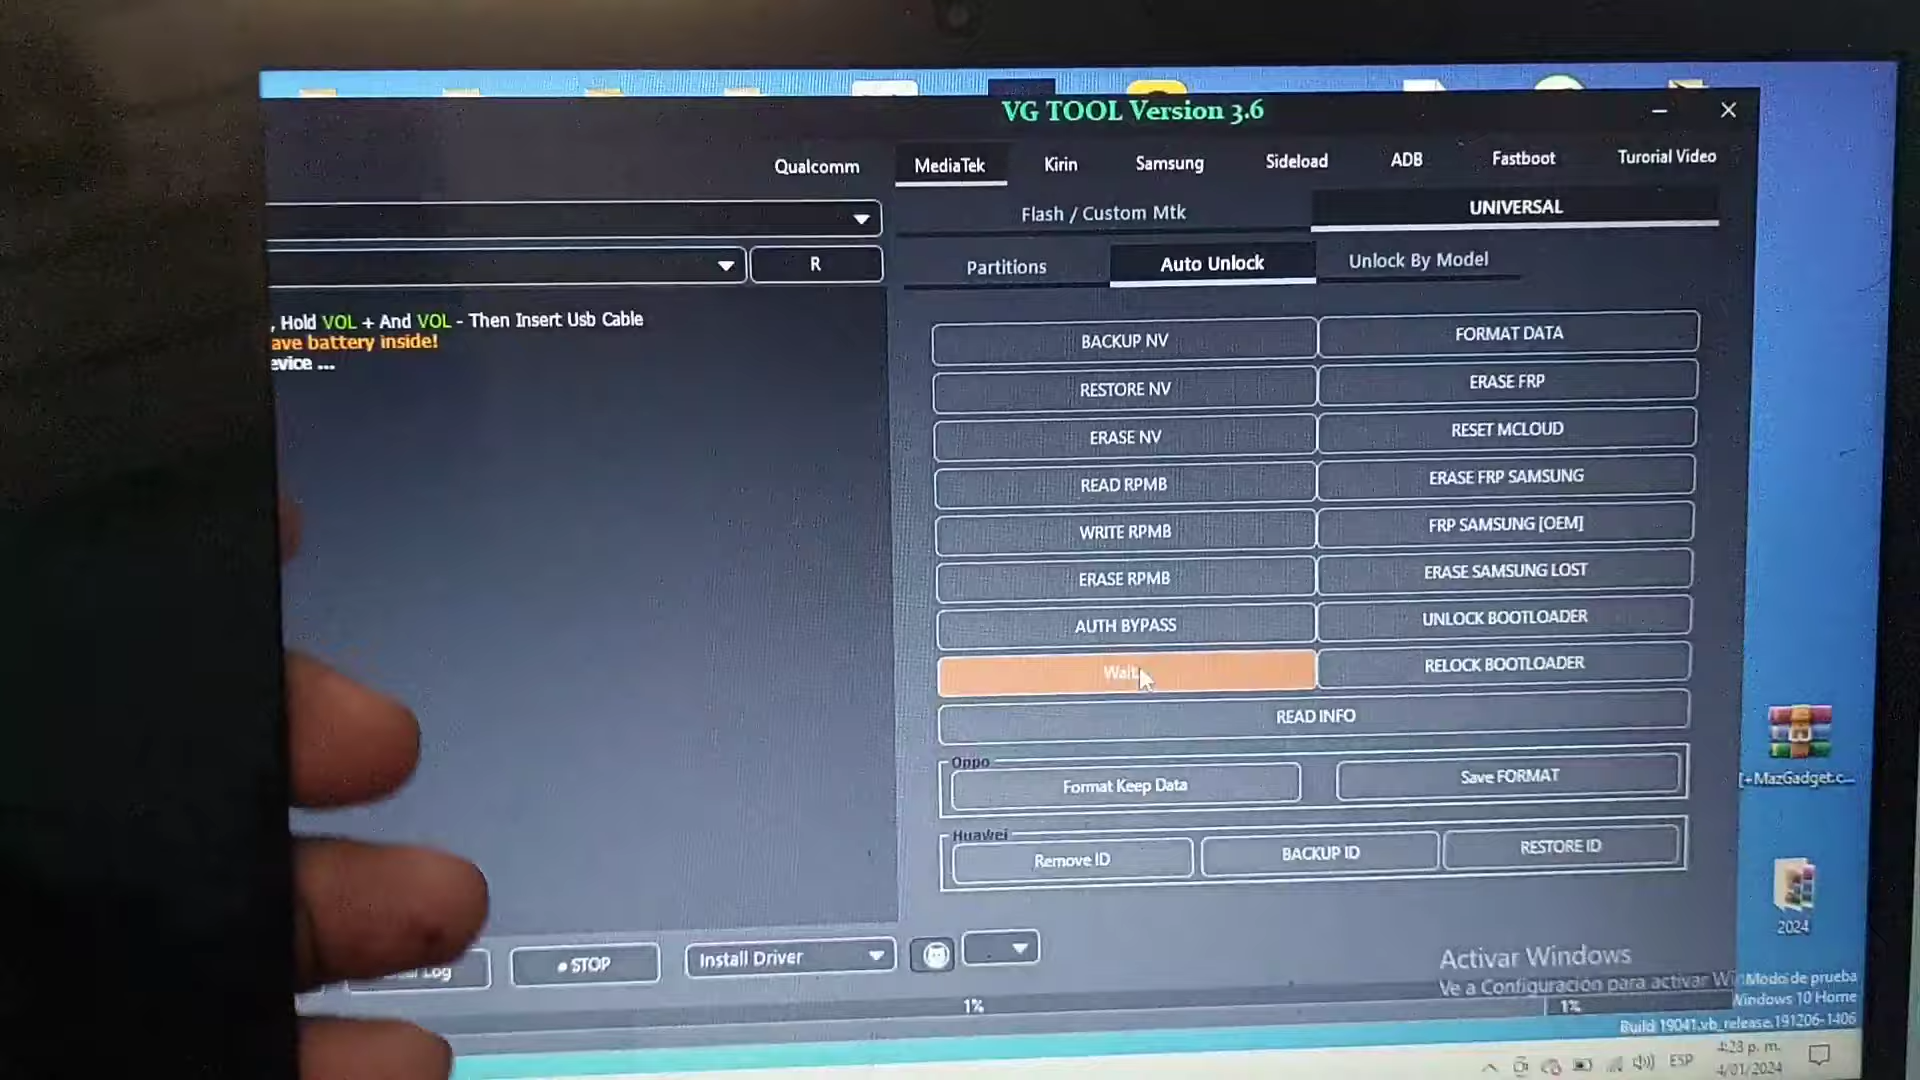 VG TOOL Version 3.6
Qualcomm MediaTek Kirin Samsung Sideload ADB Fastboot Turorial Video
Flash / Custom Mtk UNIVERSAL
R
Partitions Auto Unlock Unlock By Model
, Hold VOL + And VOL - Then Insert Usb Cable
ave battery inside!
evice ...
BACKUP NV FORMAT DATA
RESTORE NV ERASE FRP
ERASE NV RESET MCLOUD
READ RPMB ERASE FRP SAMSUNG
WRITE RPMB FRP SAMSUNG [OEM]
ERASE RPMB ERASE SAMSUNG LOST
AUTH BYPASS UNLOCK BOOTLOADER
Wait RELOCK BOOTLOADER
READ INFO
Oppo
Format Keep Data Save FORMAT
Huawei
Remove ID BACKUP ID RESTORE ID
Log STOP Install Driver
1% 1%
[+MazGadget.c...
2024
Activar Windows
Ve a Configuración para activar Wi
Modo de prueba
Windows 10 Home
Build 19041.vb_release.191206-1406
ESP
4:23 p. m.
4/01/2024